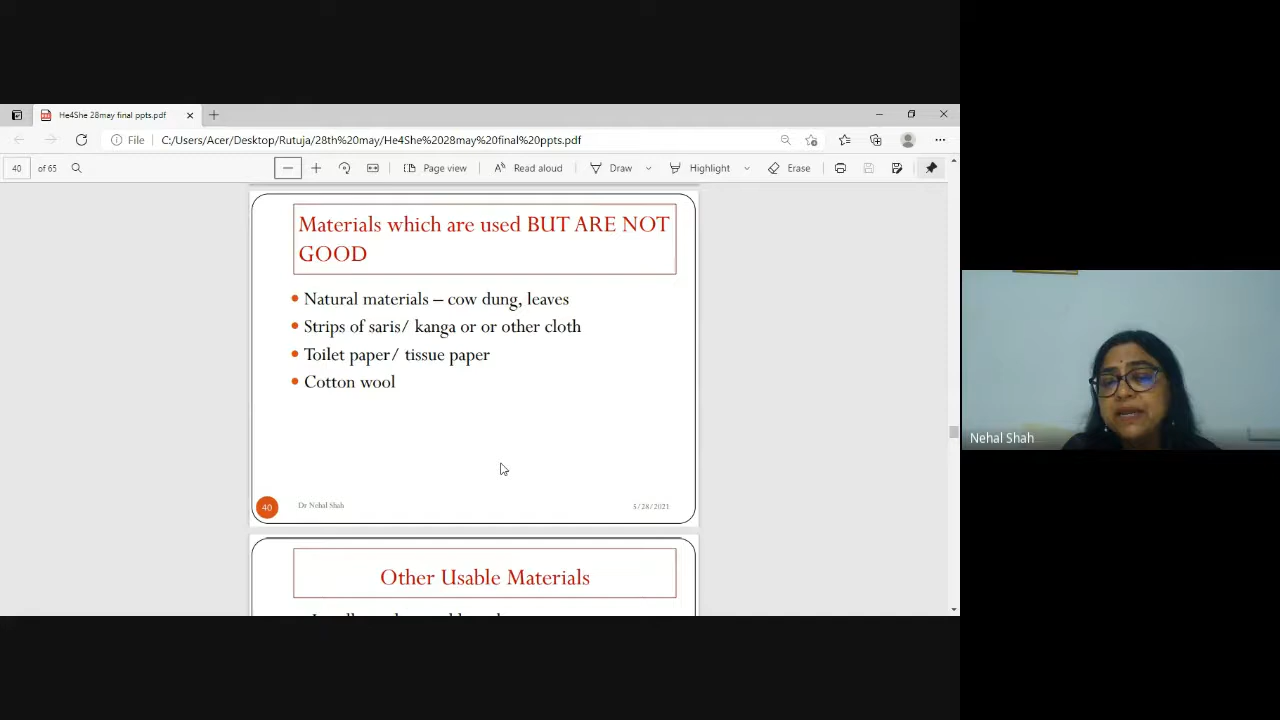 He4She 28may final ppts.pdf
File C:/Users/Acer/Desktop/Rutuja/28th%20may/He4She%2028may%20final%20ppts.pdf
40 of 65 Page view Read aloud Draw Highlight Erase
Materials which are used BUT ARE NOT
GOOD
• Natural materials – cow dung, leaves
• Strips of saris/ kanga or or other cloth
• Toilet paper/ tissue paper
• Cotton wool
40 Dr Nehal Shah 5/28/2021
Other Usable Materials
Nehal Shah